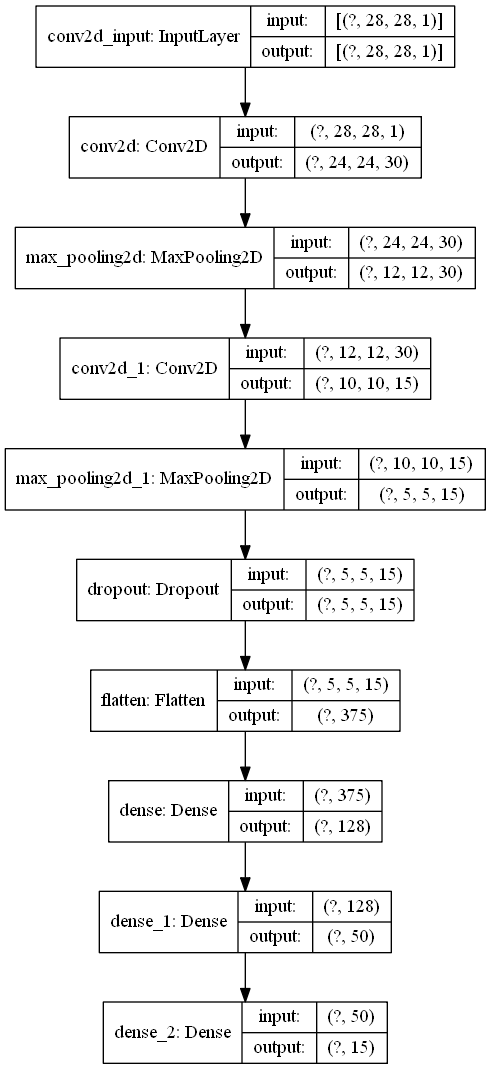 conv2d_input: InputLayer
input: [(?, 28, 28, 1)]
output: [(?, 28, 28, 1)]
conv2d: Conv2D
input: (?, 28, 28, 1)
output: (?, 24, 24, 30)
max_pooling2d: MaxPooling2D
input: (?, 24, 24, 30)
output: (?, 12, 12, 30)
conv2d_1: Conv2D
input: (?, 12, 12, 30)
output: (?, 10, 10, 15)
max_pooling2d_1: MaxPooling2D
input: (?, 10, 10, 15)
output: (?, 5, 5, 15)
dropout: Dropout
input: (?, 5, 5, 15)
output: (?, 5, 5, 15)
flatten: Flatten
input: (?, 5, 5, 15)
output: (?, 375)
dense: Dense
input: (?, 375)
output: (?, 128)
dense_1: Dense
input: (?, 128)
output: (?, 50)
dense_2: Dense
input: (?, 50)
output: (?, 15)